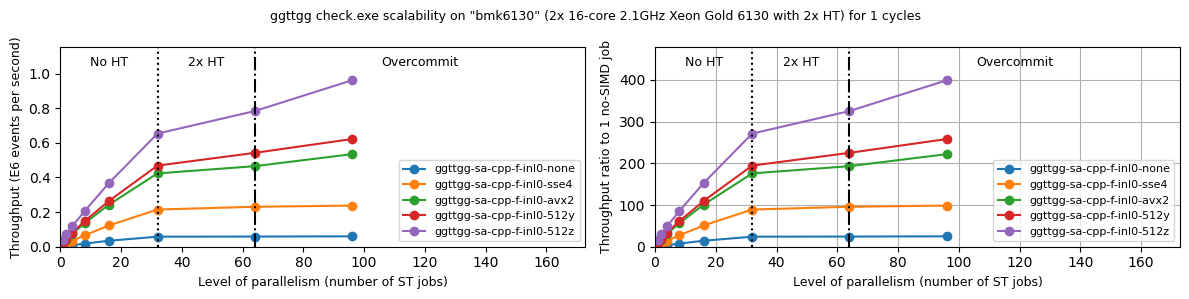 ggttgg check.exe scalability on "bmk6130" (2x 16-core 2.1GHz Xeon Gold 6130 with 2x HT) for 1 cycles
Throughput (E6 events per second)
1.0
0.8
0.6
0.4
0.2
0.0
No HT
2x HT
Overcommit
ggttgg-sa-cpp-f-inl0-none
ggttgg-sa-cpp-f-inl0-sse4
ggttgg-sa-cpp-f-inl0-avx2
ggttgg-sa-cpp-f-inl0-512y
ggttgg-sa-cpp-f-inl0-512z
0 20 40 60 80 100 120 140 160
Level of parallelism (number of ST jobs)
Throughput ratio to 1 no-SIMD job
400
300
200
100
0
No HT
2x HT
Overcommit
ggttgg-sa-cpp-f-inl0-none
ggttgg-sa-cpp-f-inl0-sse4
ggttgg-sa-cpp-f-inl0-avx2
ggttgg-sa-cpp-f-inl0-512y
ggttgg-sa-cpp-f-inl0-512z
0 20 40 60 80 100 120 140 160
Level of parallelism (number of ST jobs)